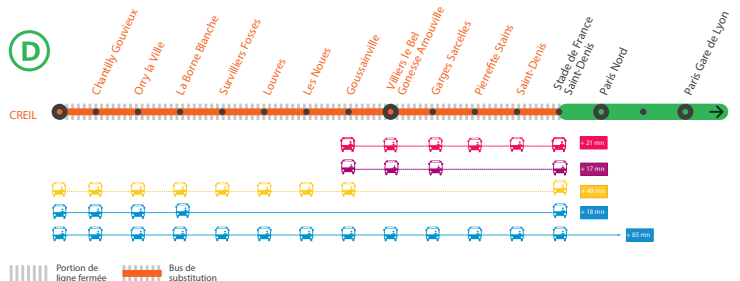 D
Chantilly Gouvieux
Orry la Ville
La Borne Blanche
Survilliers Fosses
Louvres
Les Noues
Goussainville
Villiers le Bel
Gonesse Arnouville
Garges Sarcelles
Pierrefite Stains
Saint-Denis
Stade de France
Saint-Denis
Paris Nord
Paris Gare de Lyon
CREIL
+ 21 mn
+ 17 mn
+ 49 mn
+ 18 mn
+ 85 mn
Portion de
ligne fermée
Bus de
substitution